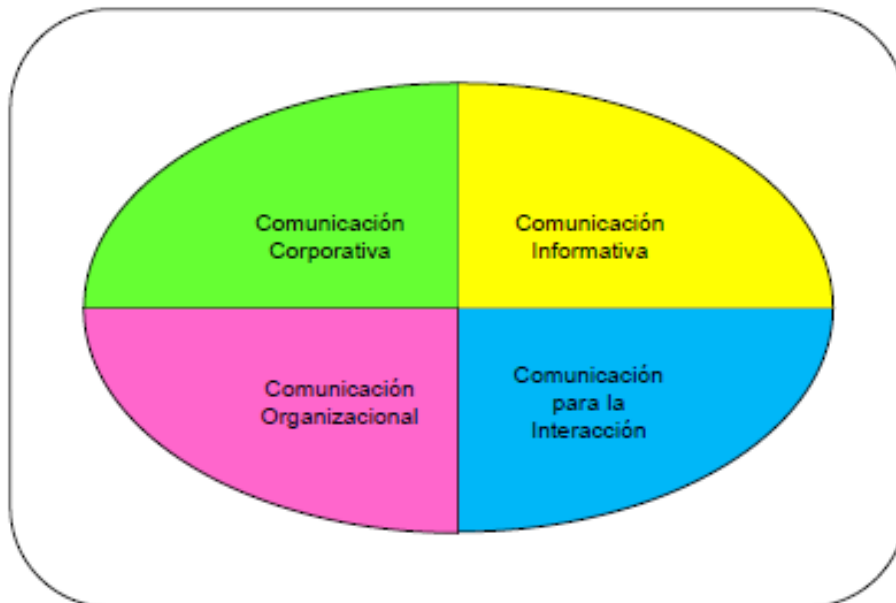 Comunicación
Corporativa
Comunicación
Informativa
Comunicación
Organizacional
Comunicación
para la
Interacción